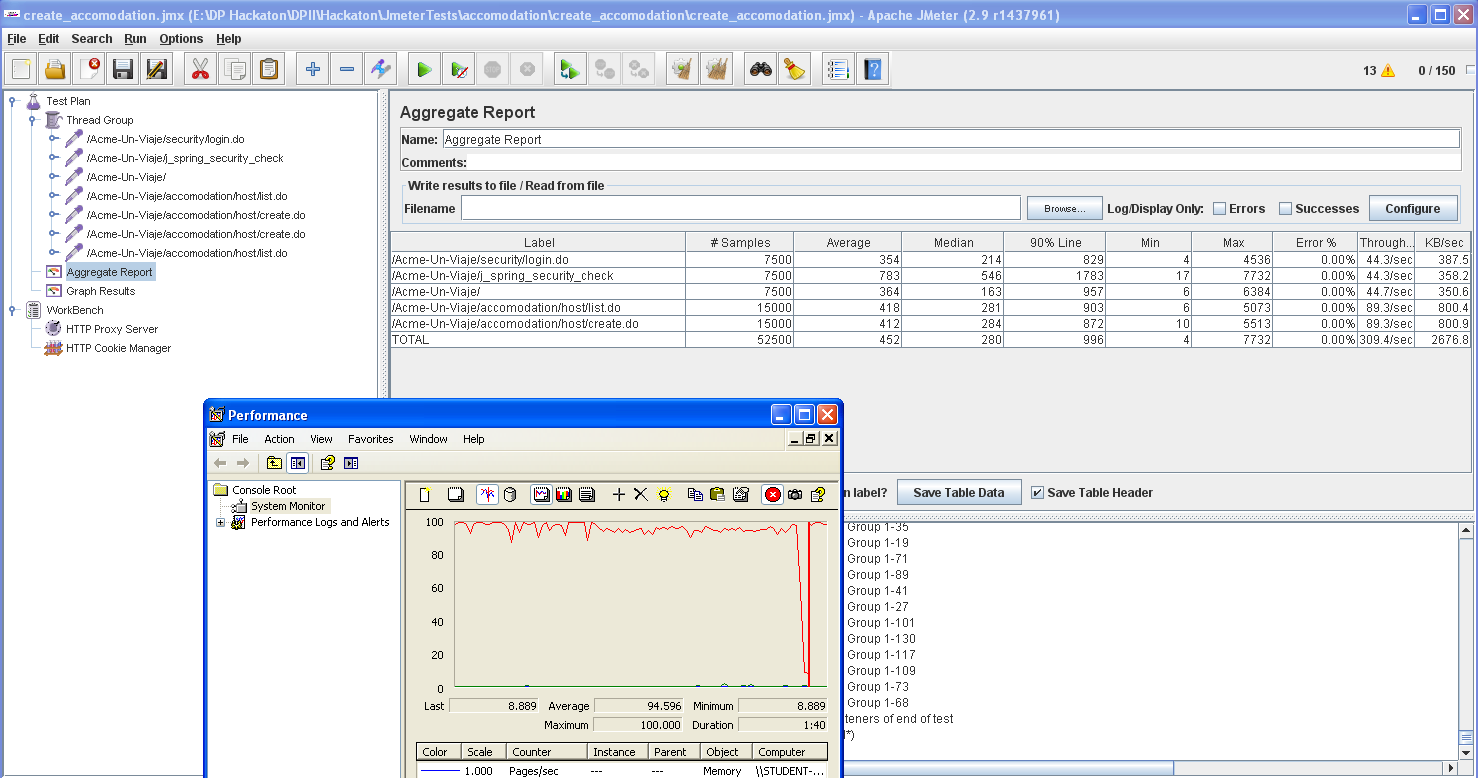 create_accomodation.jmx (E:\DP Hackaton\DPII\Hackaton\JmeterTests\accomodation\create_accomodation\create_accomodation.jmx) - Apache JMeter (2.9 r1437961)
File Edit Search Run Options Help
13 0 / 150
Test Plan
Thread Group
/Acme-Un-Viaje/security/login.do
/Acme-Un-Viaje/j_spring_security_check
/Acme-Un-Viaje/
/Acme-Un-Viaje/accomodation/host/list.do
/Acme-Un-Viaje/accomodation/host/create.do
/Acme-Un-Viaje/accomodation/host/create.do
/Acme-Un-Viaje/accomodation/host/list.do
Aggregate Report
Graph Results
WorkBench
HTTP Proxy Server
HTTP Cookie Manager
Aggregate Report
Name: Aggregate Report
Comments:
Write results to file / Read from file
Filename Browse... Log/Display Only: Errors Successes Configure
Label # Samples Average Median 90% Line Min Max Error % Through... KB/sec
/Acme-Un-Viaje/security/login.do 7500 354 214 829 4 4536 0.00% 44.3/sec 387.5
/Acme-Un-Viaje/j_spring_security_check 7500 783 546 1783 17 7732 0.00% 44.3/sec 358.2
/Acme-Un-Viaje/ 7500 364 163 957 6 6384 0.00% 44.7/sec 350.6
/Acme-Un-Viaje/accomodation/host/list.do 15000 418 281 903 6 5073 0.00% 89.3/sec 800.4
/Acme-Un-Viaje/accomodation/host/create.do 15000 412 284 872 10 5513 0.00% 89.3/sec 800.9
TOTAL 52500 452 280 996 4 7732 0.00% 309.4/sec 2676.8
n label? Save Table Data Save Table Header
Group 1-35
Group 1-19
Group 1-71
Group 1-89
Group 1-41
Group 1-27
Group 1-101
Group 1-130
Group 1-117
Group 1-109
Group 1-73
Group 1-68
teners of end of test
*)
Performance
File Action View Favorites Window Help
Console Root
System Monitor
Performance Logs and Alerts
100
80
60
40
20
0
Last 8.889 Average 94.596 Minimum 8.889
Maximum 100.000 Duration 1:40
Color Scale Counter Instance Parent Object Computer
1.000 Pages/sec --- --- Memory \\STUDENT-...